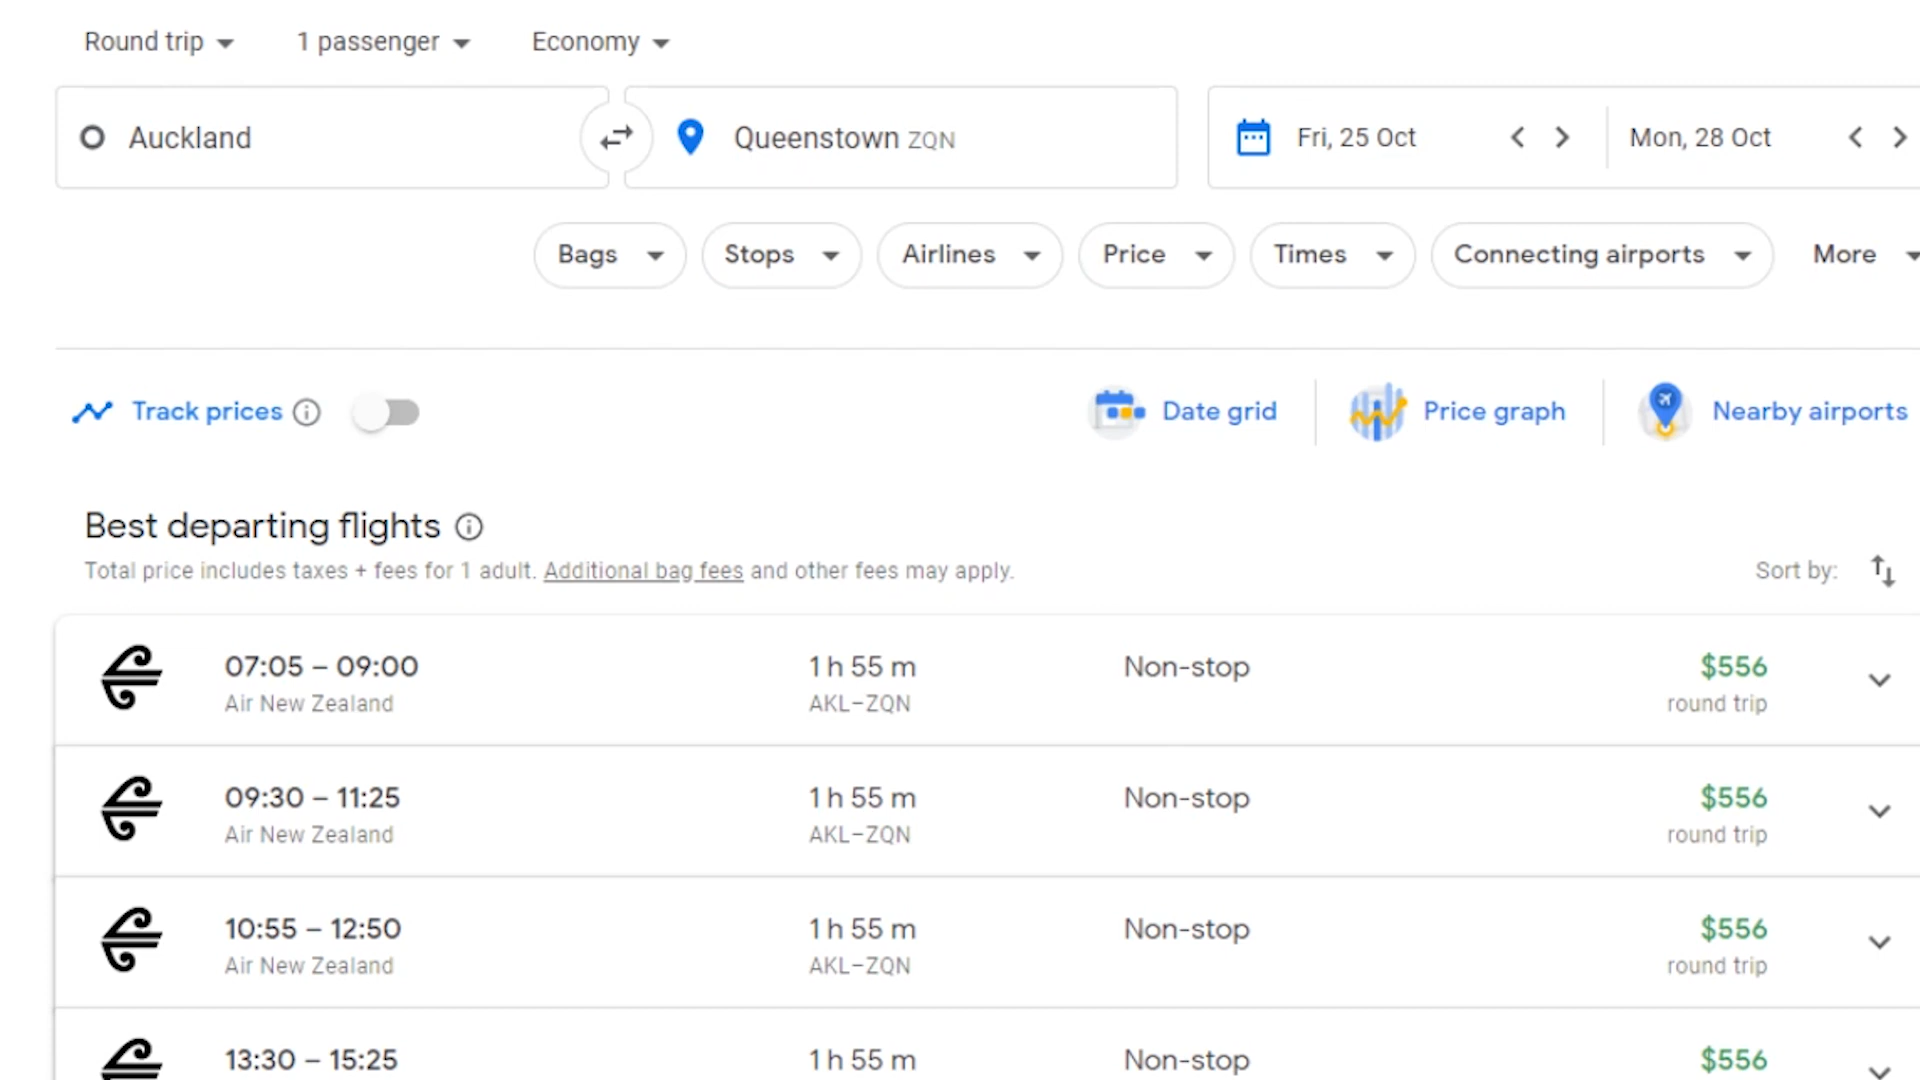 Round trip 1 passenger Economy
Auckland Queenstown ZQN Fri, 25 Oct Mon, 28 Oct
Bags Stops Airlines Price Times Connecting airports More
Track prices Date grid Price graph Nearby airports
Best departing flights
Total price includes taxes + fees for 1 adult. Additional bag fees and other fees may apply. Sort by:
07:05 – 09:00 1 h 55 m Non-stop $556
Air New Zealand AKL–ZQN round trip
09:30 – 11:25 1 h 55 m Non-stop $556
Air New Zealand AKL–ZQN round trip
10:55 – 12:50 1 h 55 m Non-stop $556
Air New Zealand AKL–ZQN round trip
13:30 – 15:25 1 h 55 m Non-stop $556